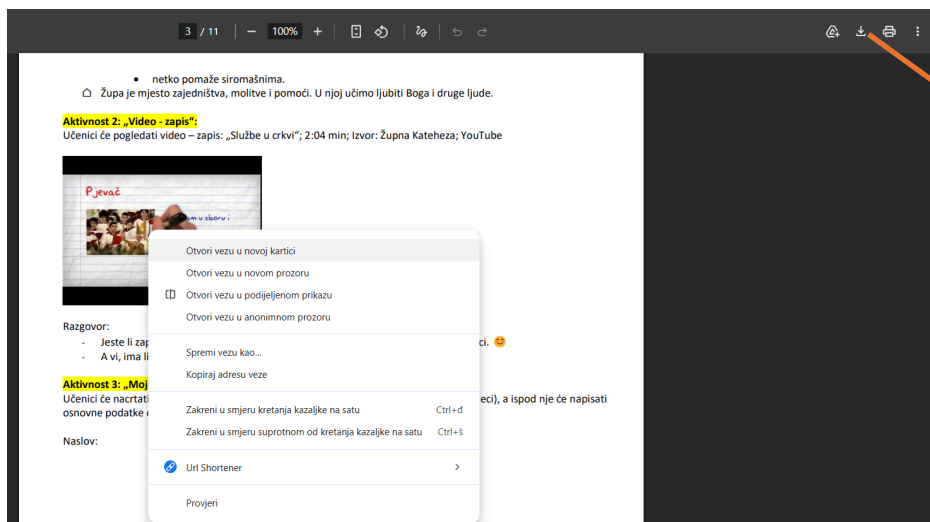 3 / 11 | − 100% +
• netko pomaže siromašnima.
Župa je mjesto zajedništva, molitve i pomoći. U njoj učimo ljubiti Boga i druge ljude.
Aktivnost 2: „Video - zapis“:
Učenici će pogledati video – zapis: „Službe u crkvi“; 2:04 min; Izvor: Župna Kateheza; YouTube
Pjevač
am u zboru i
Otvori vezu u novoj kartici
Otvori vezu u novom prozoru
Otvori vezu u podijeljenom prikazu
Otvori vezu u anonimnom prozoru
Razgovor:
- Jeste li zap
ci. 😊
- A vi, ima li
Spremi vezu kao...
Kopiraj adresu veze
Aktivnost 3: „Moj
Učenici će nacrtati
eci), a ispod nje će napisati
osnovne podatke
Zakreni u smjeru kretanja kazaljke na satu Ctrl+đ
Zakreni u smjeru suprotnom od kretanja kazaljke na satu Ctrl+š
Naslov:
Url Shortener
Provjeri